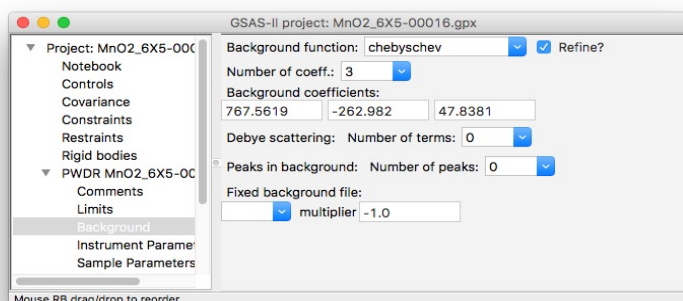 GSAS-II project: MnO2_6X5-00016.gpx
Project: MnO2_6X5-000
Notebook
Controls
Covariance
Constraints
Restraints
Rigid bodies
PWDR MnO2_6X5-00
Comments
Limits
Background
Instrument Paramet
Sample Parameters
Background function: chebyschev Refine?
Number of coeff.: 3
Background coefficients:
767.5619 -262.982 47.8381
Debye scattering: Number of terms: 0
Peaks in background: Number of peaks: 0
Fixed background file:
multiplier -1.0
Mouse RB drag/drop to reorder